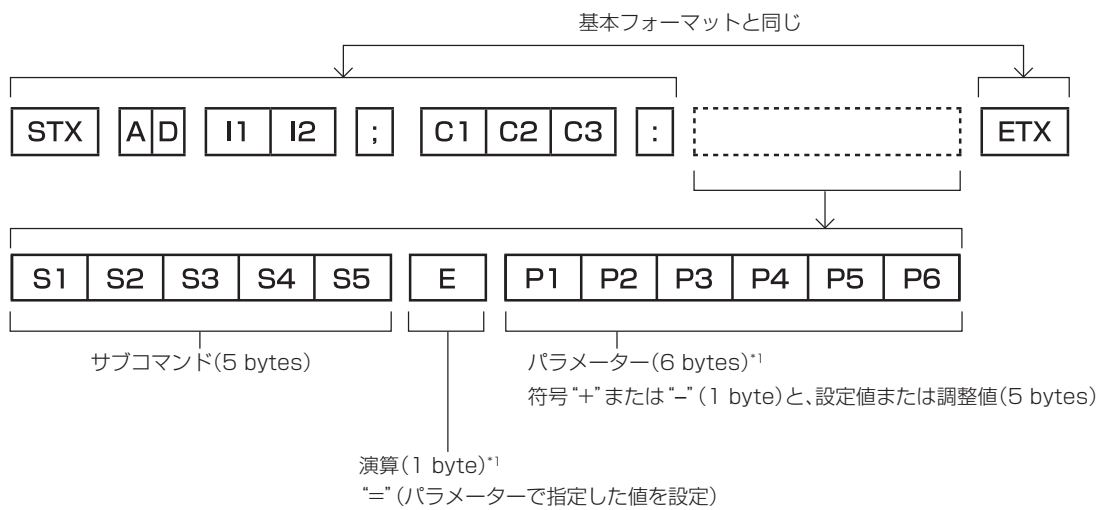 基本フォーマットと同じ
STX A D I1 I2 ; C1 C2 C3 : ETX
S1 S2 S3 S4 S5 E P1 P2 P3 P4 P5 P6
サブコマンド(5 bytes)
パラメーター(6 bytes)*1
符号“+”または“–”(1 byte)と、設定値または調整値(5 bytes)
演算(1 byte)*1
“=”(パラメーターで指定した値を設定)